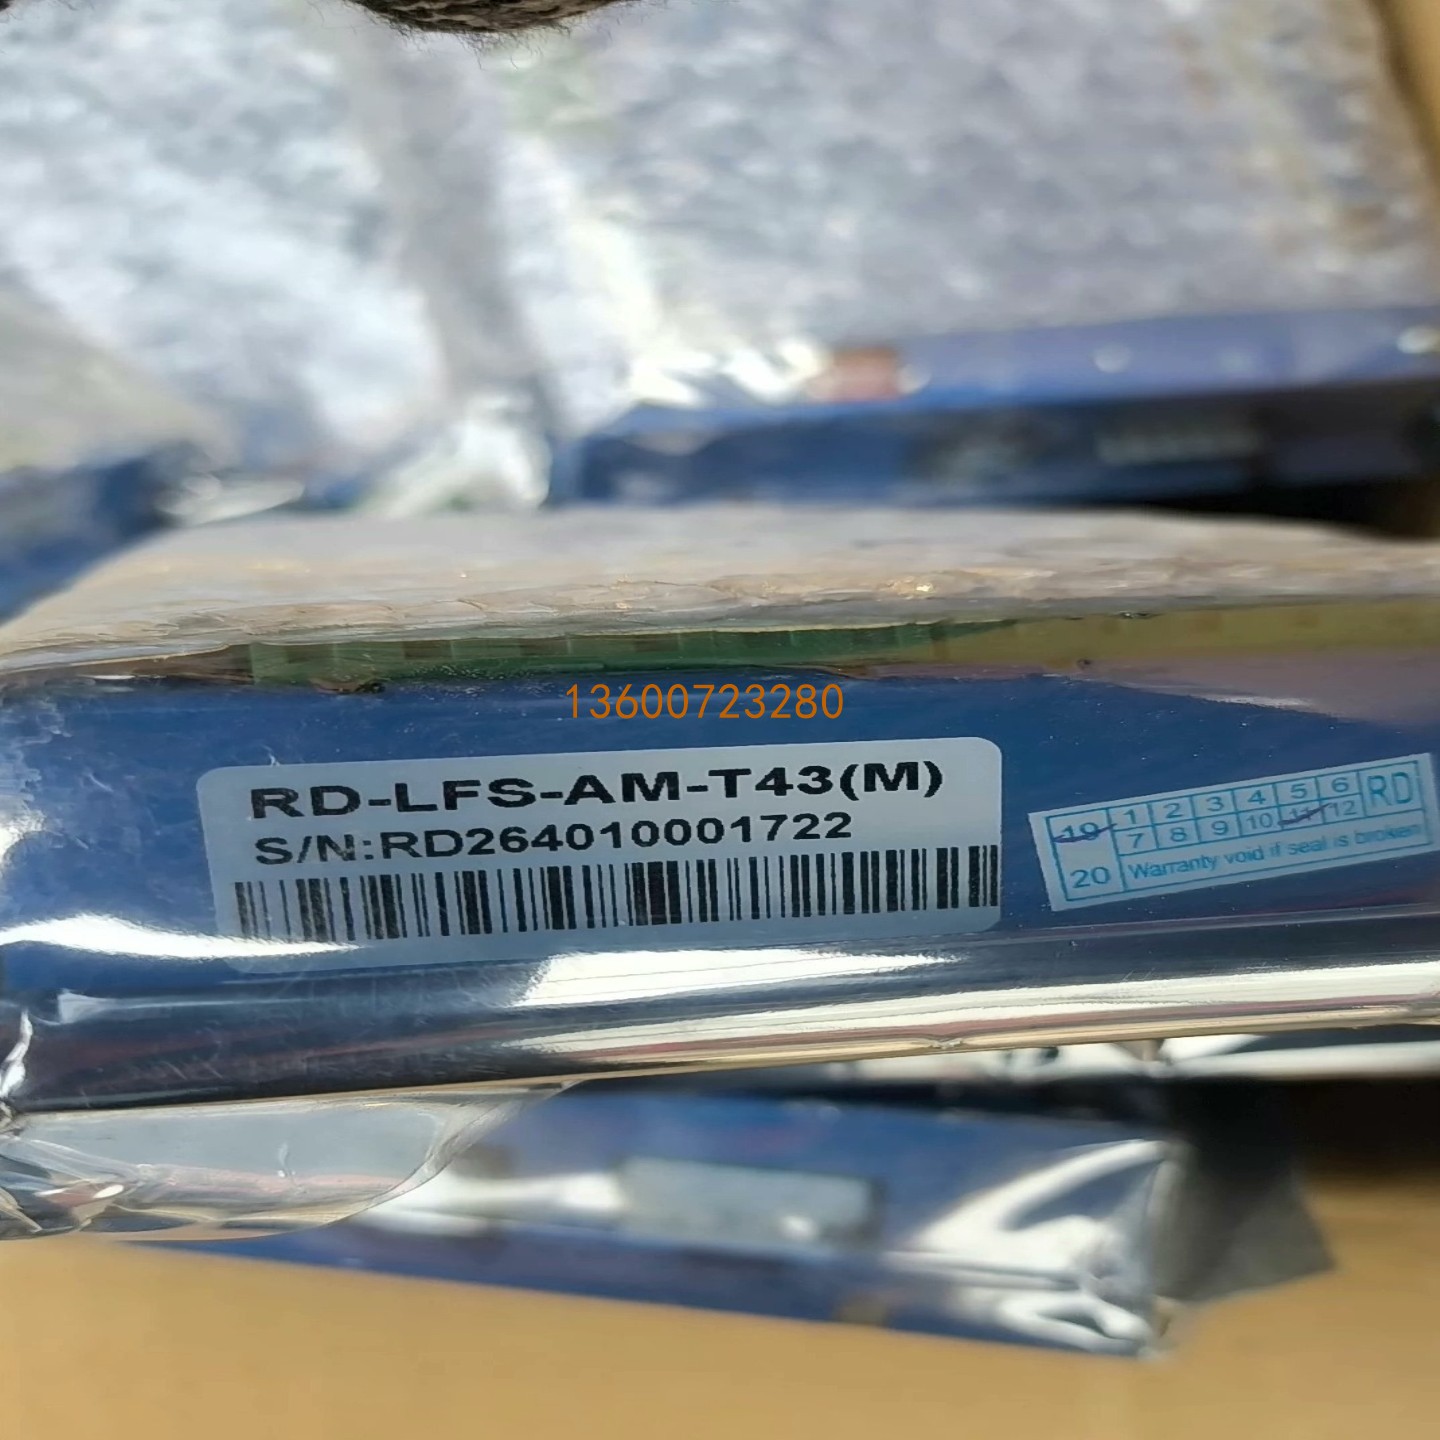 13600723280
RD-LFS-AM-T43(M)
S/N:RD264010001722
19 1 2 3 4 5 6 RD
7 8 9 10 11 12
20 Warranty void if seal is broken